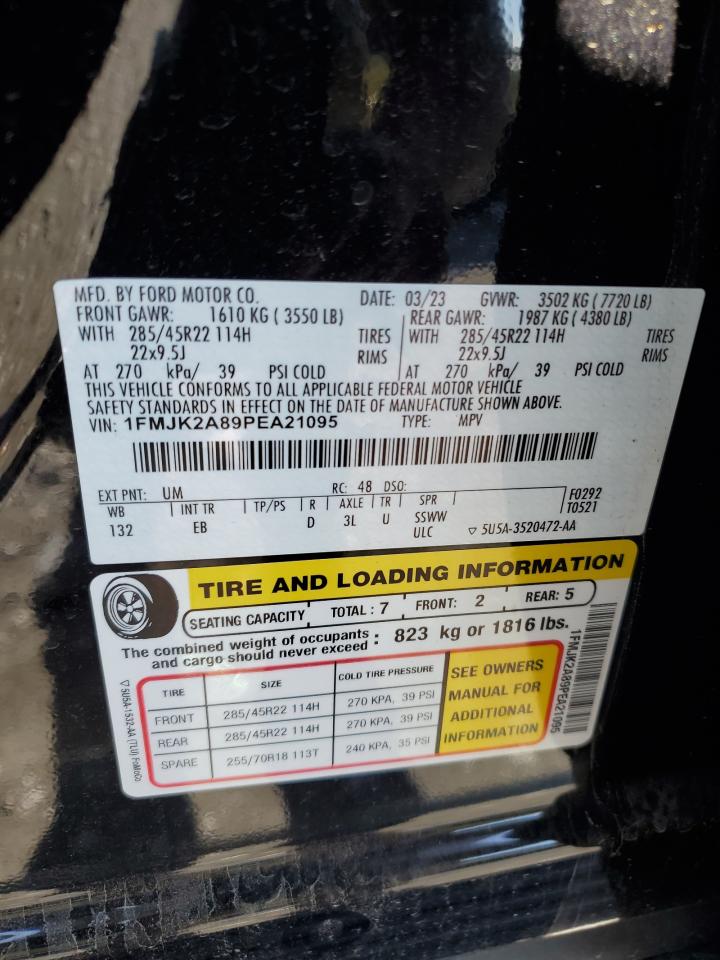 MFD. BY FORD MOTOR CO. DATE: 03/23 GVWR: 3502 KG ( 7720 LB)
FRONT GAWR: 1610 KG ( 3550 LB) REAR GAWR: 1987 KG ( 4380 LB)
WITH 285/45R22 114H TIRES WITH 285/45R22 114H TIRES
22x9.5J RIMS 22x9.5J RIMS
AT 270 kPa/ 39 PSI COLD AT 270 kPa/ 39 PSI COLD
THIS VEHICLE CONFORMS TO ALL APPLICABLE FEDERAL MOTOR VEHICLE
SAFETY STANDARDS IN EFFECT ON THE DATE OF MANUFACTURE SHOWN ABOVE.
VIN: 1FMJK2A89PEA21095 TYPE: MPV
EXT PNT: UM RC: 48 DSO:
WB INT TR TP/PS R AXLE TR SPR F0292
132 EB D 3L U SSWW T0521
ULC ▽ 5U5A-3520472-AA
TIRE AND LOADING INFORMATION
SEATING CAPACITY TOTAL : 7 FRONT: 2 REAR: 5
The combined weight of occupants and cargo should never exceed : 823 kg or 1816 lbs.
TIRE SIZE COLD TIRE PRESSURE
FRONT 285/45R22 114H 270 KPA, 39 PSI
REAR 285/45R22 114H 270 KPA, 39 PSI
SPARE 255/70R18 113T 240 KPA, 35 PSI
SEE OWNERS
MANUAL FOR
ADDITIONAL
INFORMATION
▽ 5U5A-1532-AA (TLU) FoMoCo
1FMJK2A89PEA21095